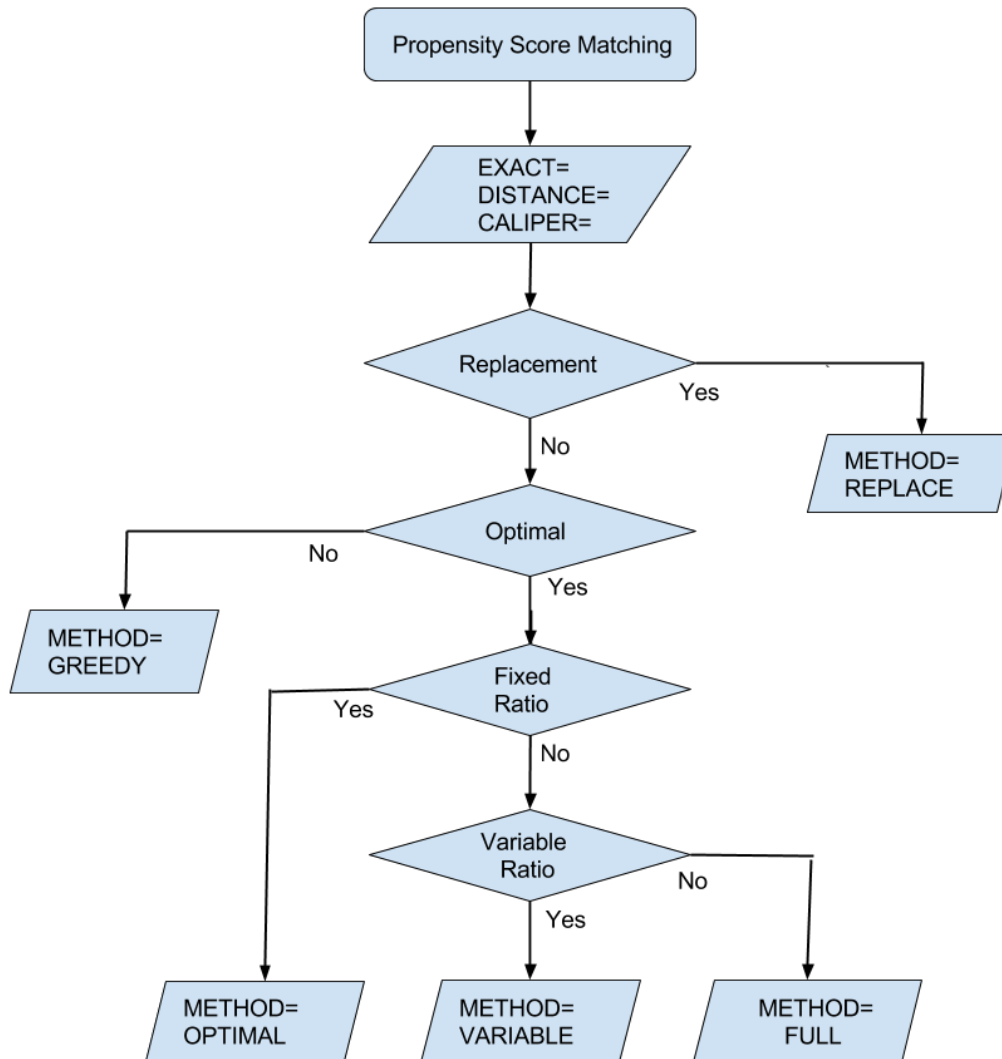 Propensity Score Matching
EXACT=
DISTANCE=
CALIPER=
Replacement
Yes
No
METHOD=
REPLACE
Optimal
No
Yes
METHOD=
GREEDY
Fixed
Ratio
Yes
No
Variable
Ratio
No
Yes
METHOD=
OPTIMAL
METHOD=
VARIABLE
METHOD=
FULL